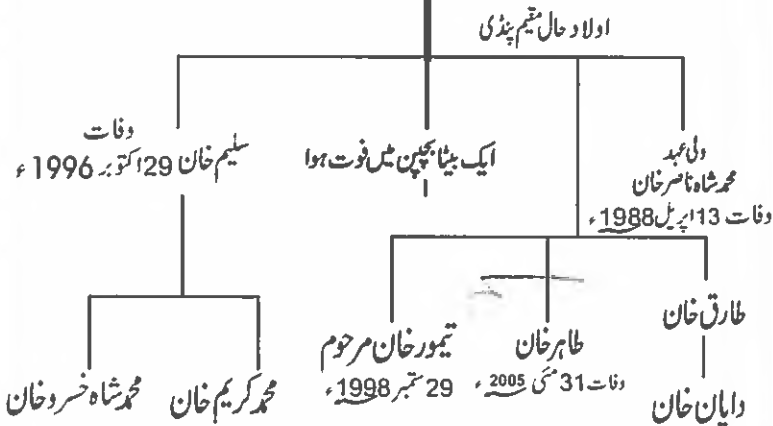 اولاد حال مقیم پنڈی
ولی عہد
محمد شاہ ناصر خان
وفات 13 اپریل 1988ء
ایک بیٹا بچپن میں فوت ہوا
وفات
سلیم خان 29 اکتوبر 1996ء
طارق خان
طاہر خان
وفات 31 مئی 2005ء
تیمور خان مرحوم
29 ستمبر 1998ء
دایان خان
محمد کریم خان
محمد شاہ خسرو خان